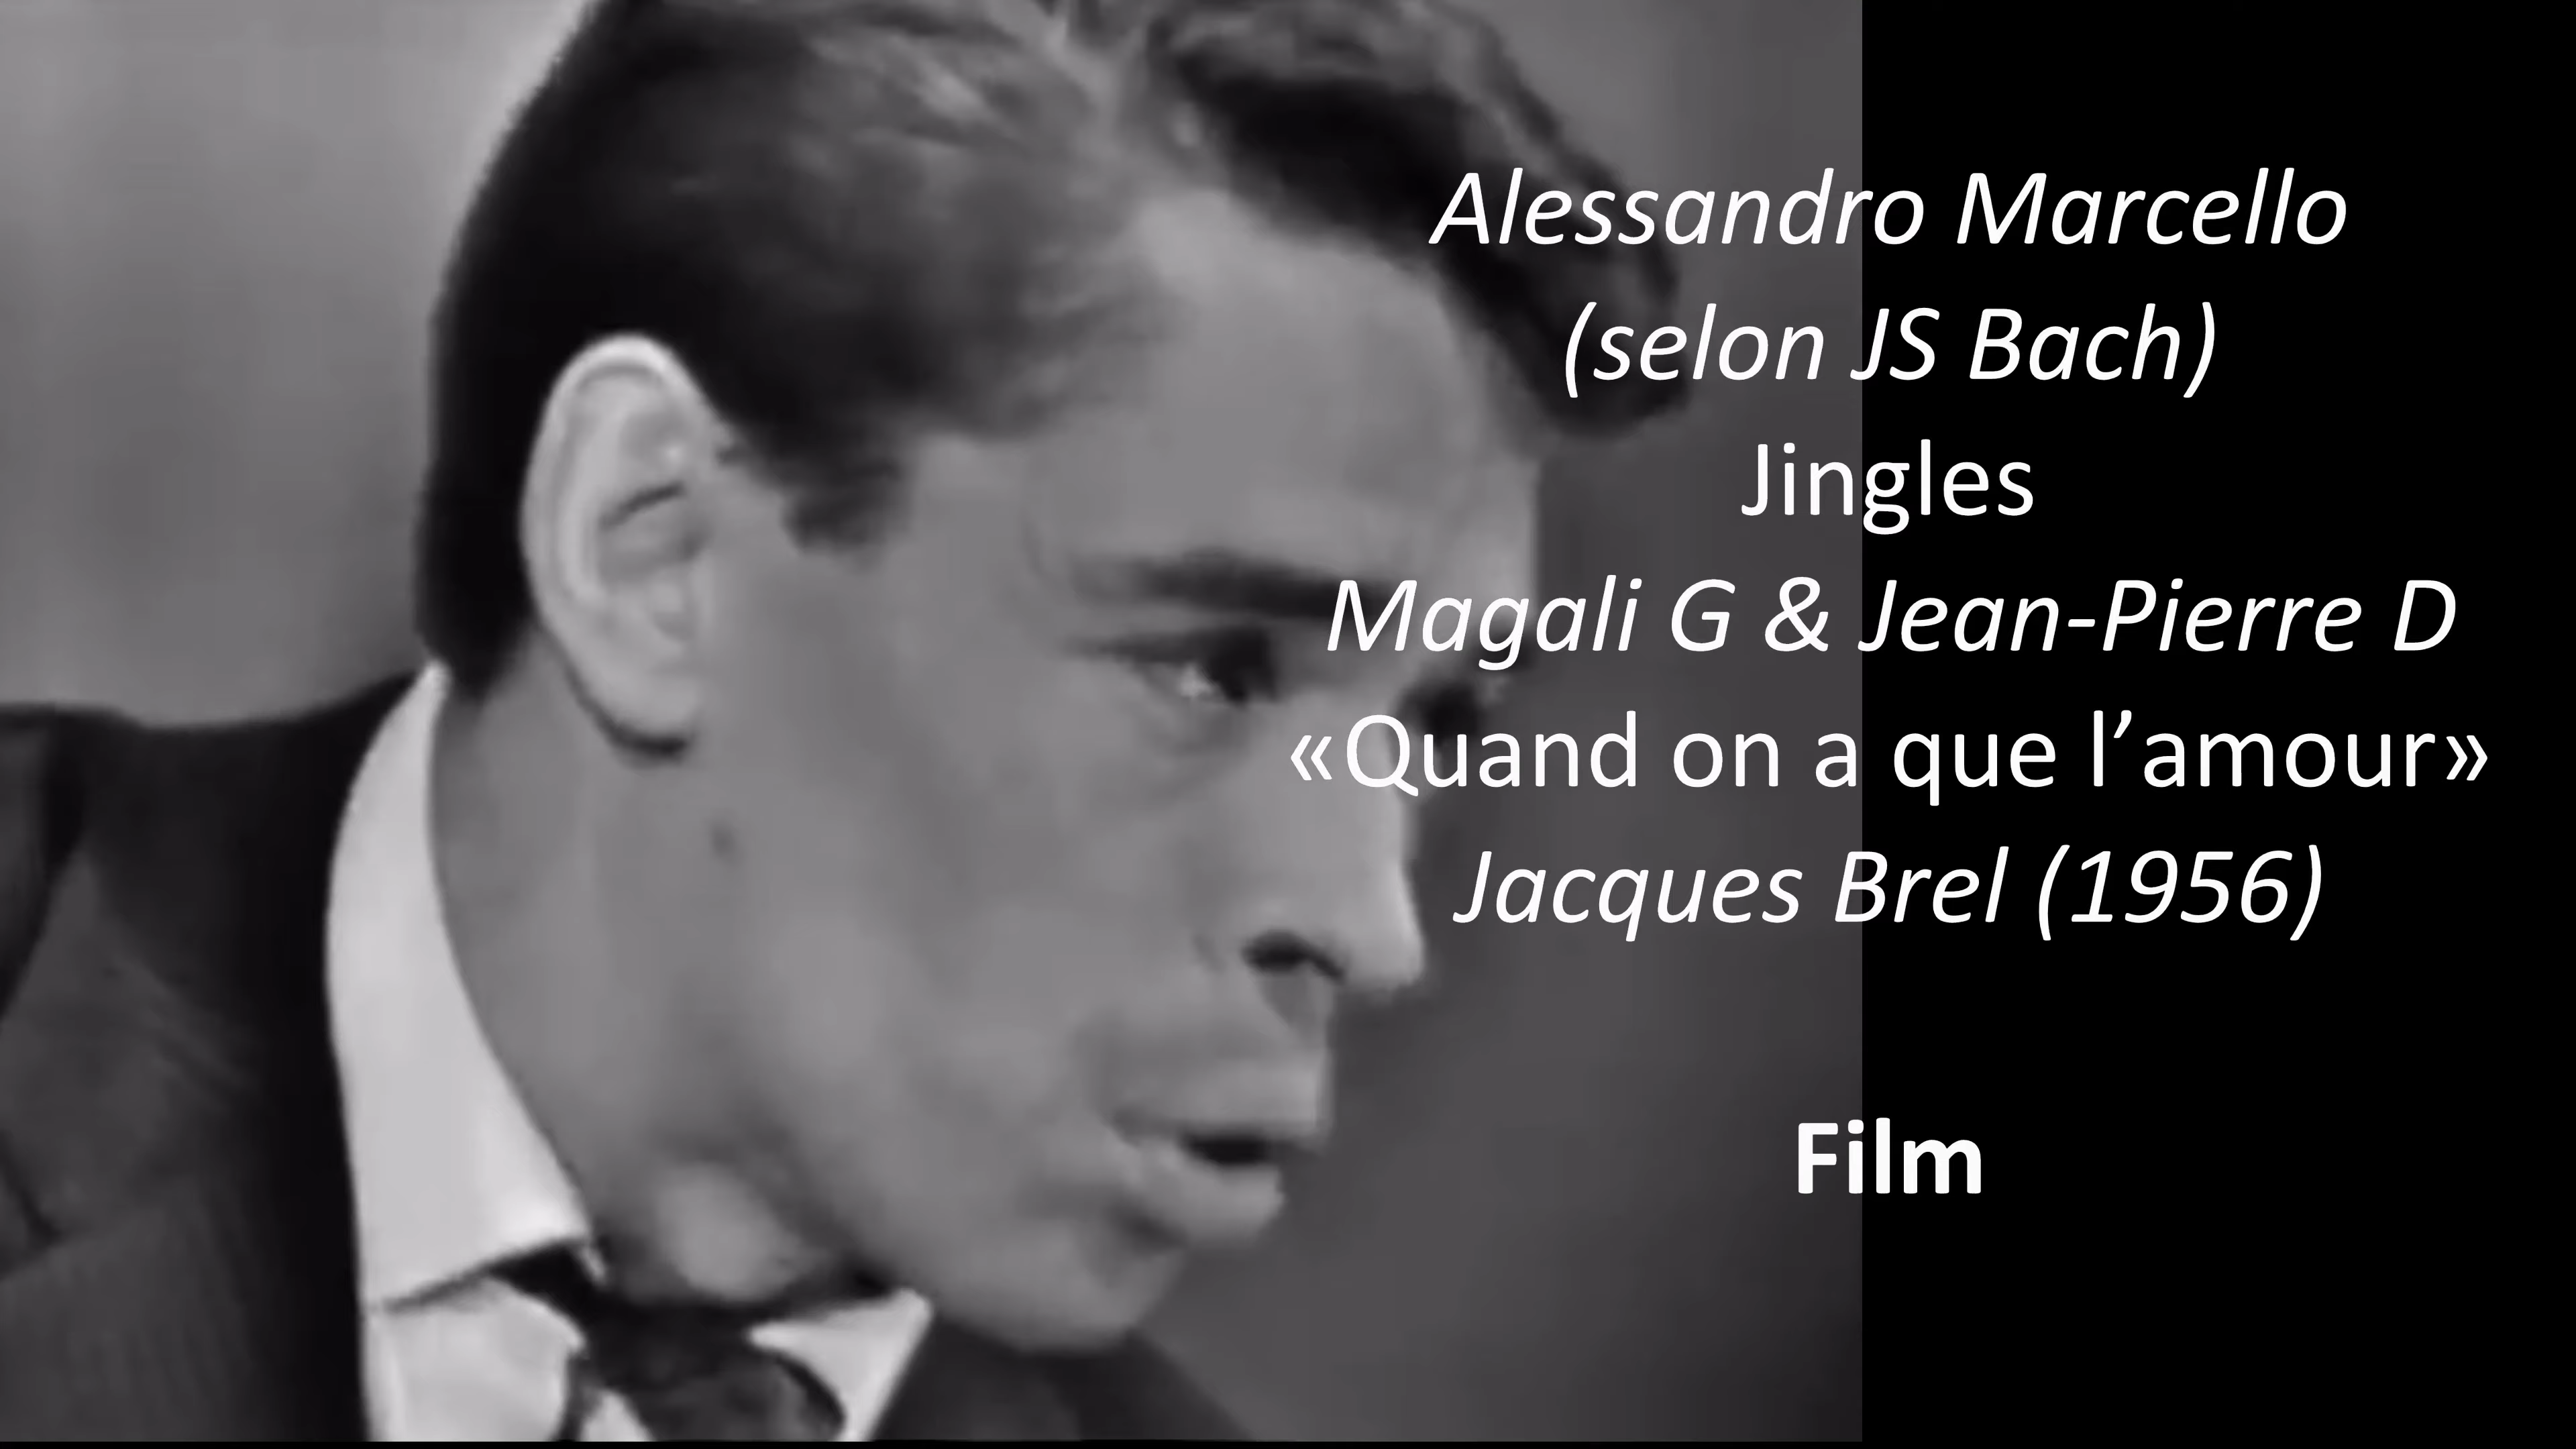 Alessandro Marcello
(selon JS Bach)
Jingles
Magali G & Jean-Pierre D
«Quand on a que l’amour»
Jacques Brel (1956)
Film